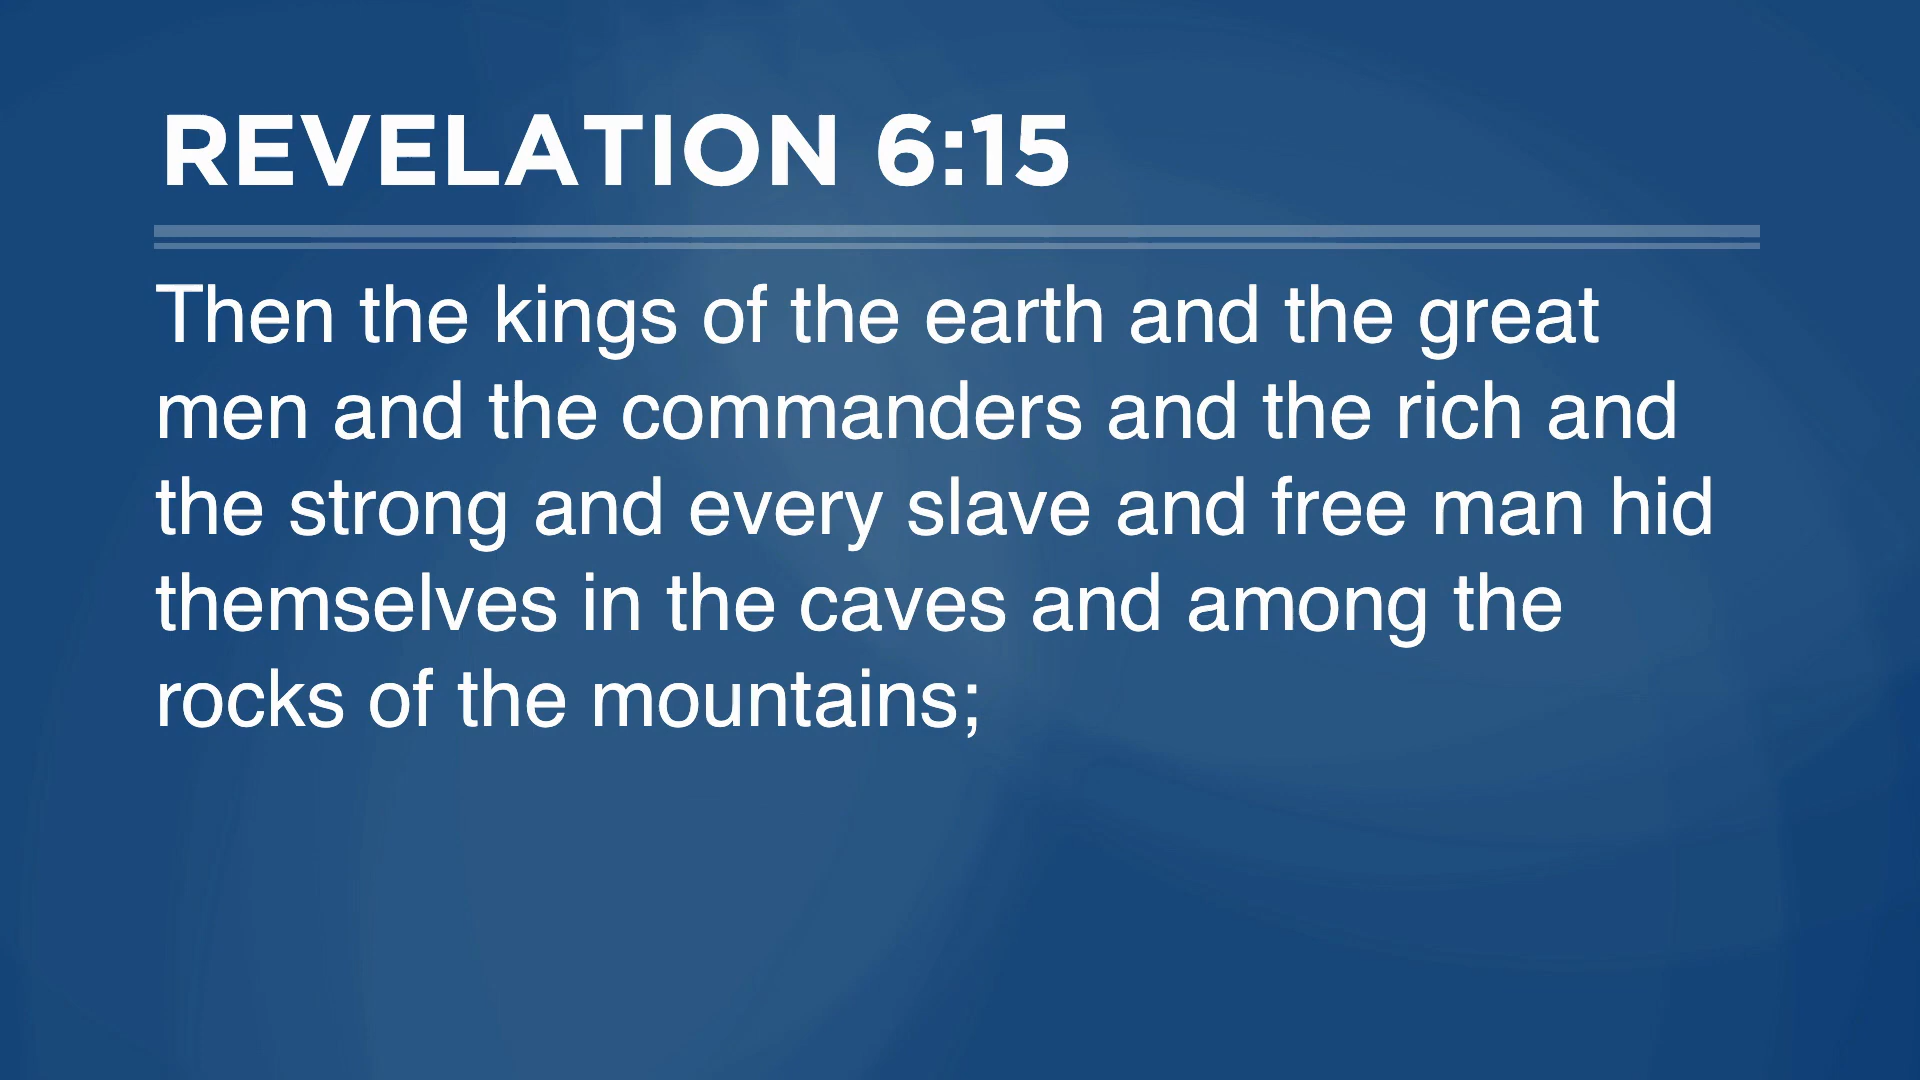 REVELATION 6:15
Then the kings of the earth and the great
men and the commanders and the rich and
the strong and every slave and free man hid
themselves in the caves and among the
rocks of the mountains;